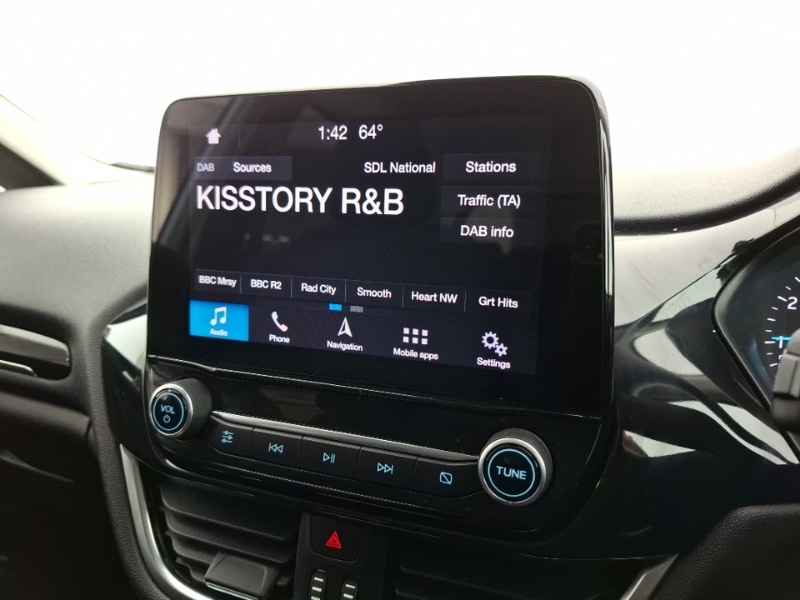 1:42 64°
DAB Sources SDL National Stations
KISSTORY R&B
Traffic (TA)
DAB info
BBC Mrsy BBC R2 Rad City Smooth Heart NW Grt Hits
Audio Phone Navigation Mobile apps Settings
VOL
TUNE
2